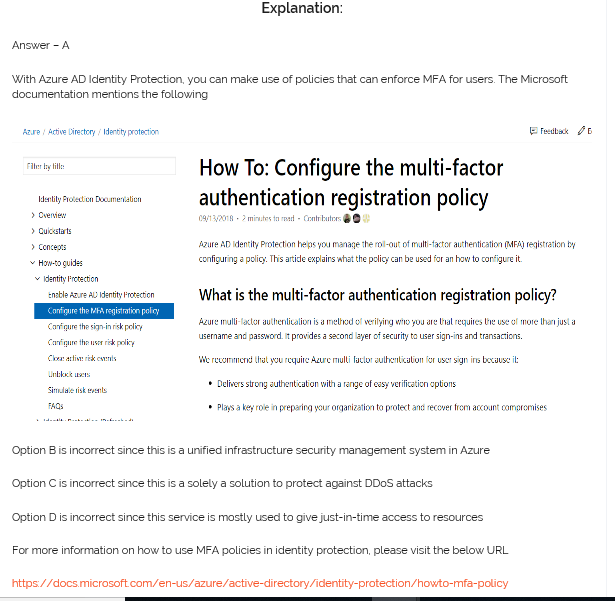 Explanation:
Answer – A
With Azure AD Identity Protection, you can make use of policies that can enforce MFA for users. The Microsoft
documentation mentions the following
Azure / Active Directory / Identity protection
Feedback
E
Filter by title
How To: Configure the multi-factor
authentication registration policy
09/13/2018 • 2 minutes to read • Contributors
Identity Protection Documentation
> Overview
> Quickstarts
> Concepts
How-to guides
Identity Protection
Enable Azure AD Identity Protection
Configure the MFA registration policy
Configure the sign-in risk policy
Configure the user risk policy
Close active risk events
Unblock users
Simulate risk events
FAQs
Azure AD Identity Protection helps you manage the roll-out of multi-factor authentication (MFA) registration by
configuring a policy. This article explains what the policy can be used for an how to configure it.
What is the multi-factor authentication registration policy?
Azure multi-factor authentication is a method of verifying who you are that requires the use of more than just a
username and password. It provides a second layer of security to user sign-ins and transactions.
We recommend that you require Azure multi-factor authentication for user sign-ins because it:
• Delivers strong authentication with a range of easy verification options
• Plays a key role in preparing your organization to protect and recover from account compromises
Option B is incorrect since this is a unified infrastructure security management system in Azure
Option C is incorrect since this is a solely a solution to protect against DDoS attacks
Option D is incorrect since this service is mostly used to give just-in-time access to resources
For more information on how to use MFA policies in identity protection, please visit the below URL
https://docs.microsoft.com/en-us/azure/active-directory/identity-protection/howto-mfa-policy